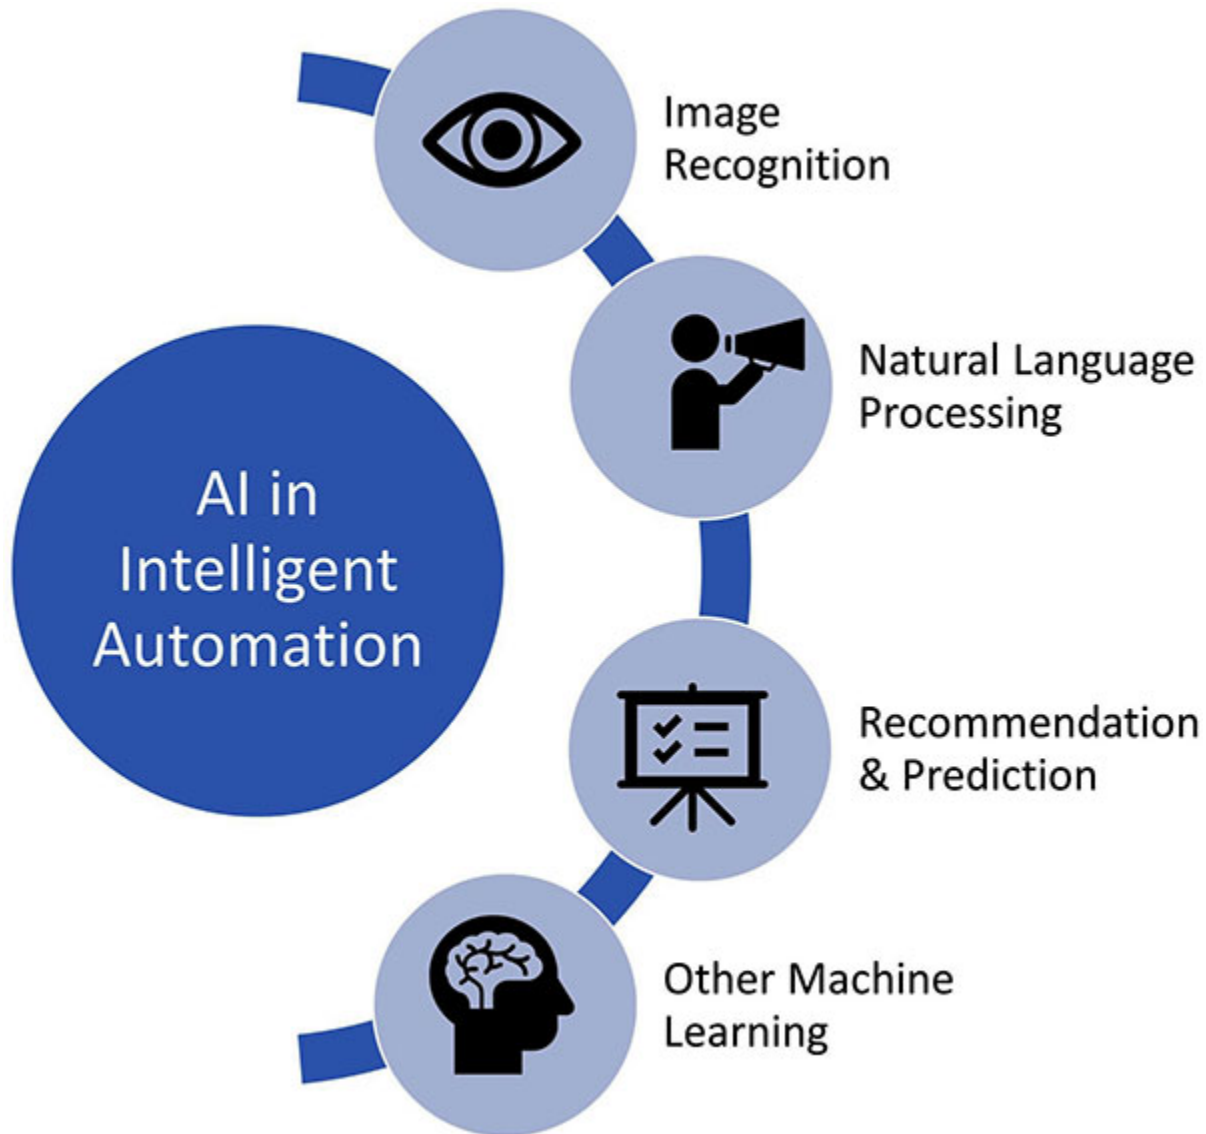 Image
Recognition
Natural Language
Processing
AI in
Intelligent
Automation
Recommendation
& Prediction
Other Machine
Learning